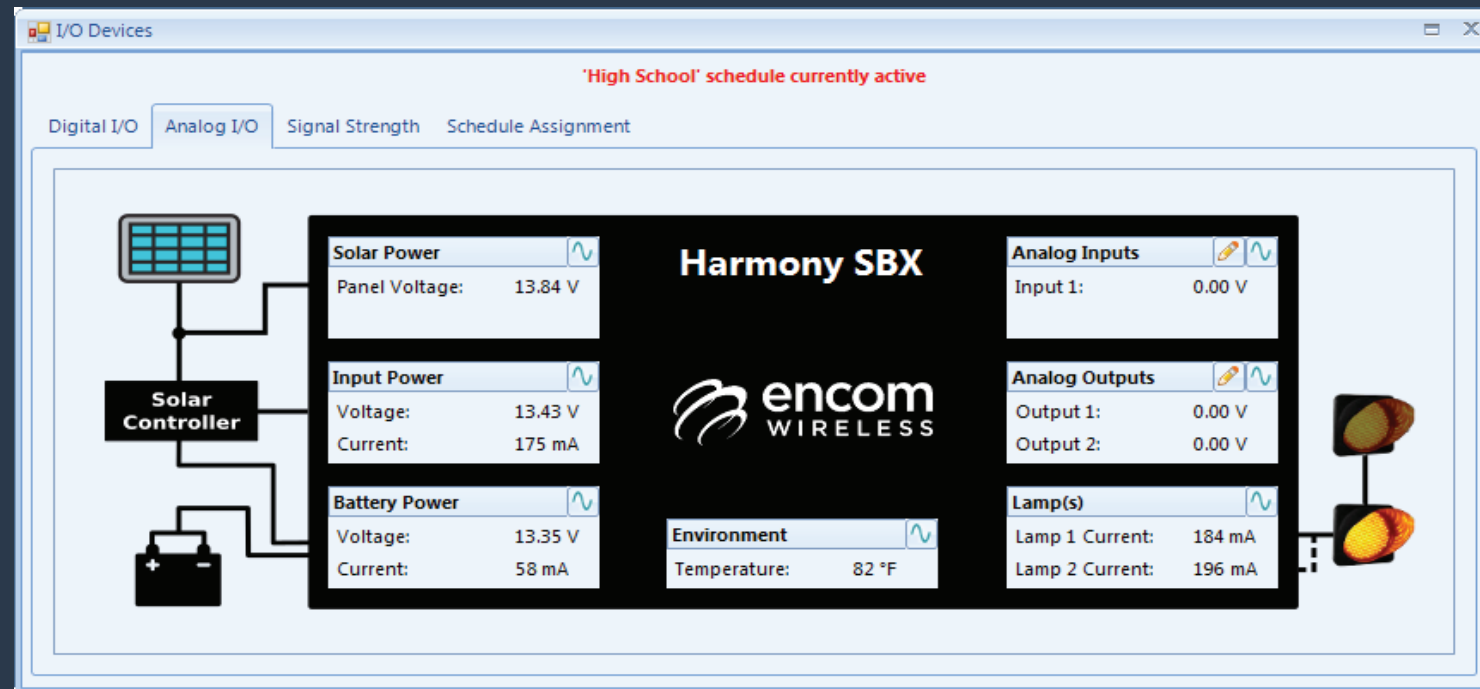 I/O Devices
'High School' schedule currently active
Digital I/O Analog I/O Signal Strength Schedule Assignment
Solar Power
Panel Voltage: 13.84 V
Harmony SBX
Analog Inputs
Input 1: 0.00 V
Solar
Controller
Input Power
Voltage: 13.43 V
Current: 175 mA
encom
WIRELESS
Analog Outputs
Output 1: 0.00 V
Output 2: 0.00 V
+ -
Battery Power
Voltage: 13.35 V
Current: 58 mA
Environment
Temperature: 82 °F
Lamp(s)
Lamp 1 Current: 184 mA
Lamp 2 Current: 196 mA